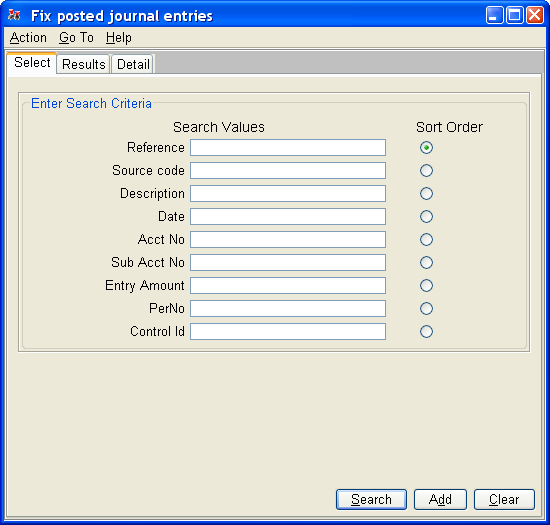 Fix posted journal entries
Action Go To Help
Select Results Detail
Enter Search Criteria
Search Values Sort Order
Reference
Source code
Description
Date
Acct No
Sub Acct No
Entry Amount
PerNo
Control Id
Search Add Clear